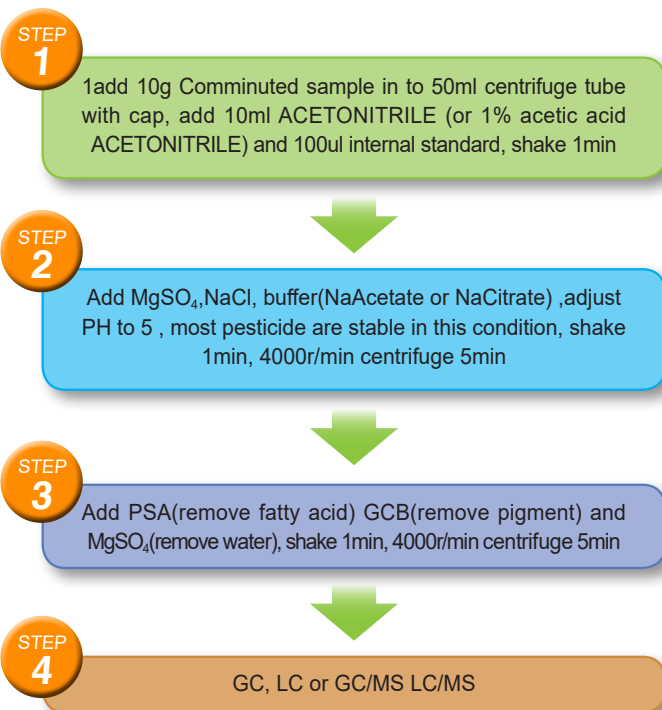 STEP
1
1add 10g Comminuted sample in to 50ml centrifuge tube
with cap, add 10ml ACETONITRILE (or 1% acetic acid
ACETONITRILE) and 100ul internal standard, shake 1min
STEP
2
Add MgSO₄,NaCl, buffer(NaAcetate or NaCitrate) ,adjust
PH to 5 , most pesticide are stable in this condition, shake
1min, 4000r/min centrifuge 5min
STEP
3
Add PSA(remove fatty acid) GCB(remove pigment) and
MgSO₄(remove water), shake 1min, 4000r/min centrifuge 5min
STEP
4
GC, LC or GC/MS LC/MS